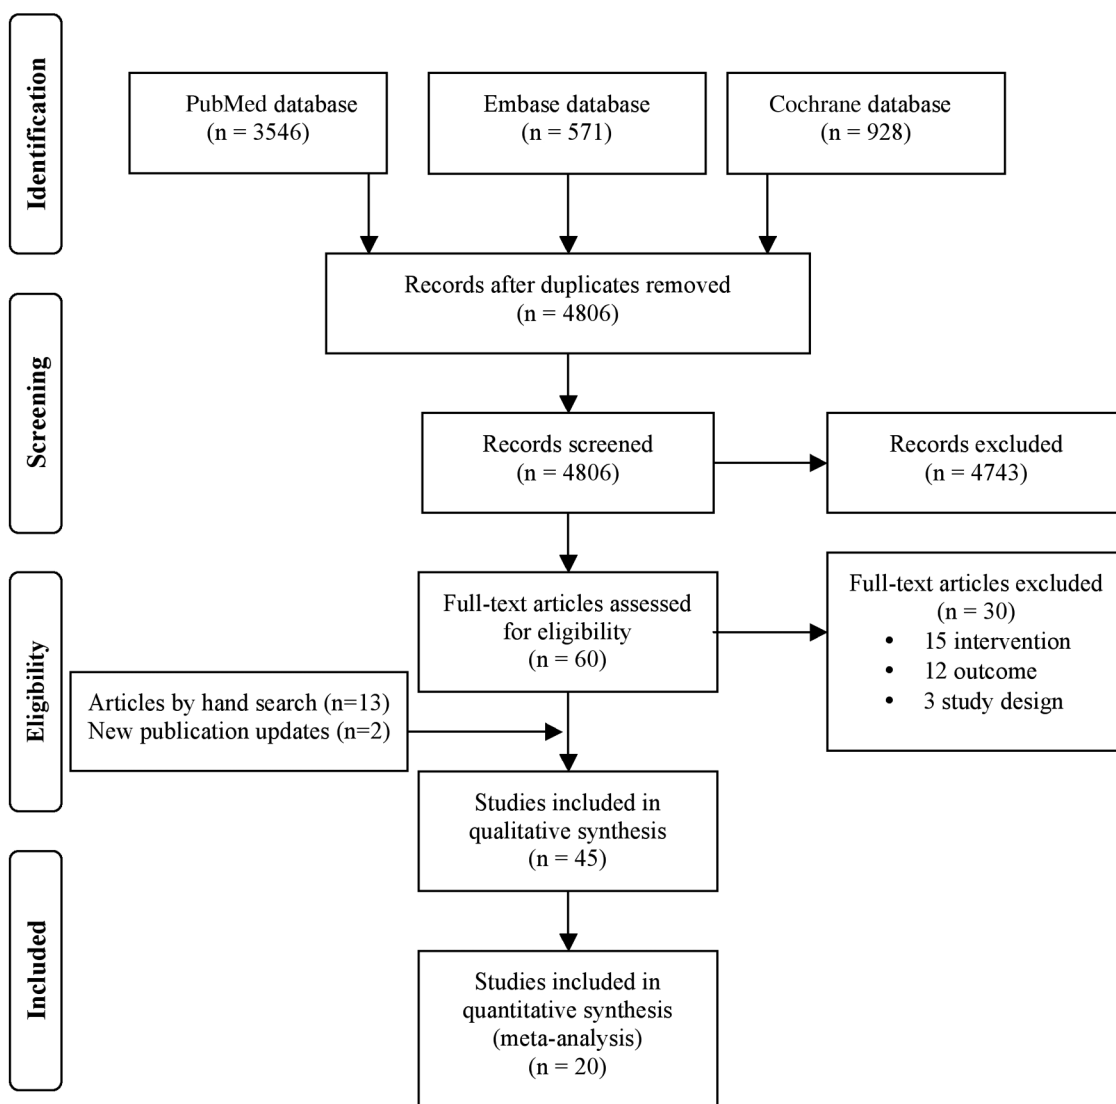 Identification
PubMed database
(n = 3546)
Embase database
(n = 571)
Cochrane database
(n = 928)
Records after duplicates removed
(n = 4806)
Screening
Records screened
(n = 4806)
Records excluded
(n = 4743)
Eligibility
Full-text articles assessed
for eligibility
(n = 60)
Full-text articles excluded
(n = 30)
• 15 intervention
• 12 outcome
• 3 study design
Articles by hand search (n=13)
New publication updates (n=2)
Studies included in
qualitative synthesis
(n = 45)
Included
Studies included in
quantitative synthesis
(meta-analysis)
(n = 20)